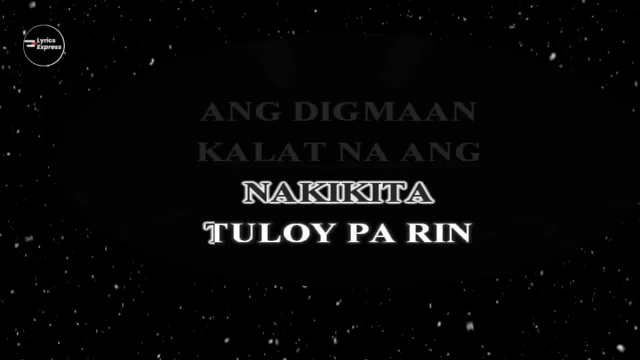 Lyrics
Express
ANG DIGMAAN
KALAT NA ANG
NAKIKITA
TULOY PA RIN